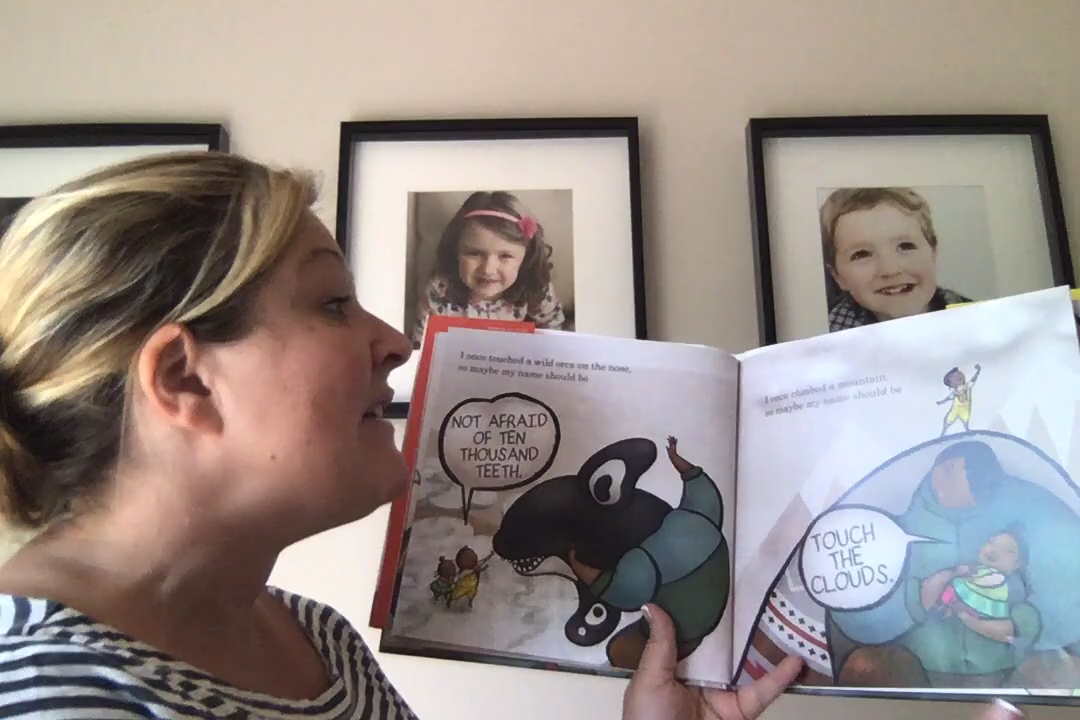 I once touched a wild orca on the nose,
so maybe my name should be
NOT AFRAID
OF TEN
THOUSAND
TEETH.
I once climbed a mountain,
so maybe my name should be
TOUCH
THE
CLOUDS.